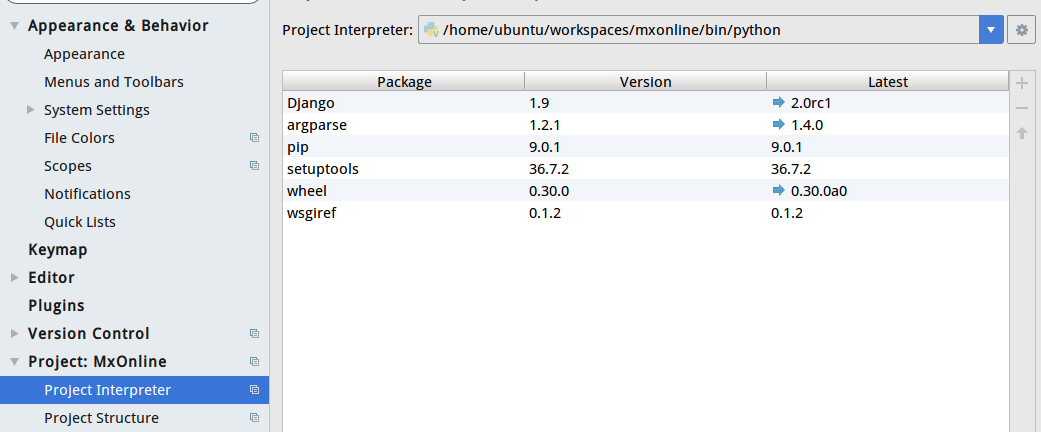 Appearance & Behavior
Appearance
Menus and Toolbars
System Settings
File Colors
Scopes
Notifications
Quick Lists
Keymap
Editor
Plugins
Version Control
Project: MxOnline
Project Interpreter
Project Structure
Project Interpreter: /home/ubuntu/workspaces/mxonline/bin/python
Package Version Latest
Django 1.9 2.0rc1
argparse 1.2.1 1.4.0
pip 9.0.1 9.0.1
setuptools 36.7.2 36.7.2
wheel 0.30.0 0.30.0a0
wsgiref 0.1.2 0.1.2